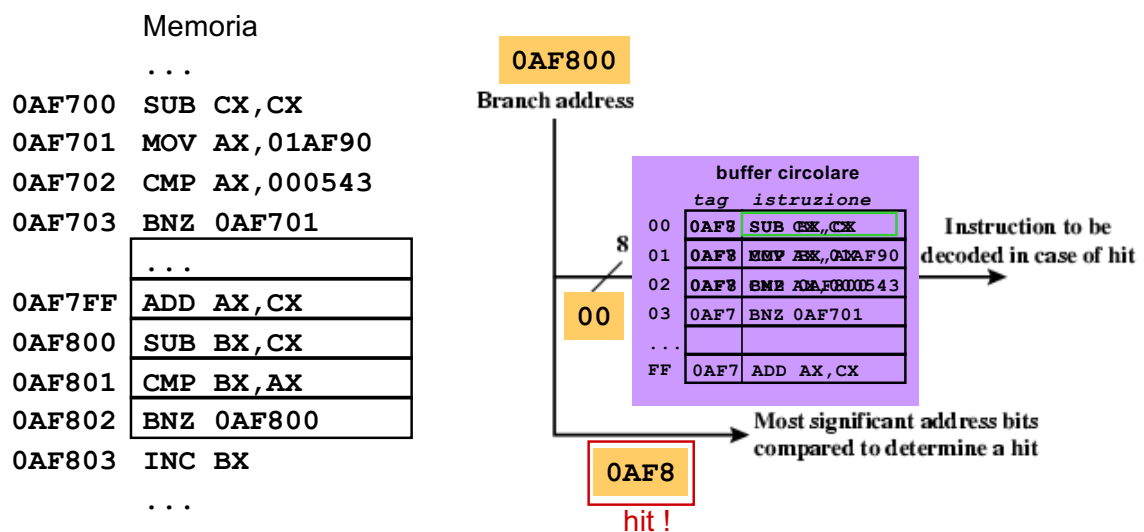 Memoria
...
0AF700 SUB CX,CX
0AF701 MOV AX,01AF90
0AF702 CMP AX,000543
0AF703 BNZ 0AF701
...
0AF7FF ADD AX,CX
0AF800 SUB BX,CX
0AF801 CMP BX,AX
0AF802 BNZ 0AF800
0AF803 INC BX
...
0AF800
Branch address
8
00
buffer circolare
tag istruzione
00 SUB
01
02
03 0AF7 BNZ 0AF701
...
FF 0AF7 ADD AX,CX
Instruction to be
decoded in case of hit
Most significant address bits
compared to determine a hit
0AF8
hit !